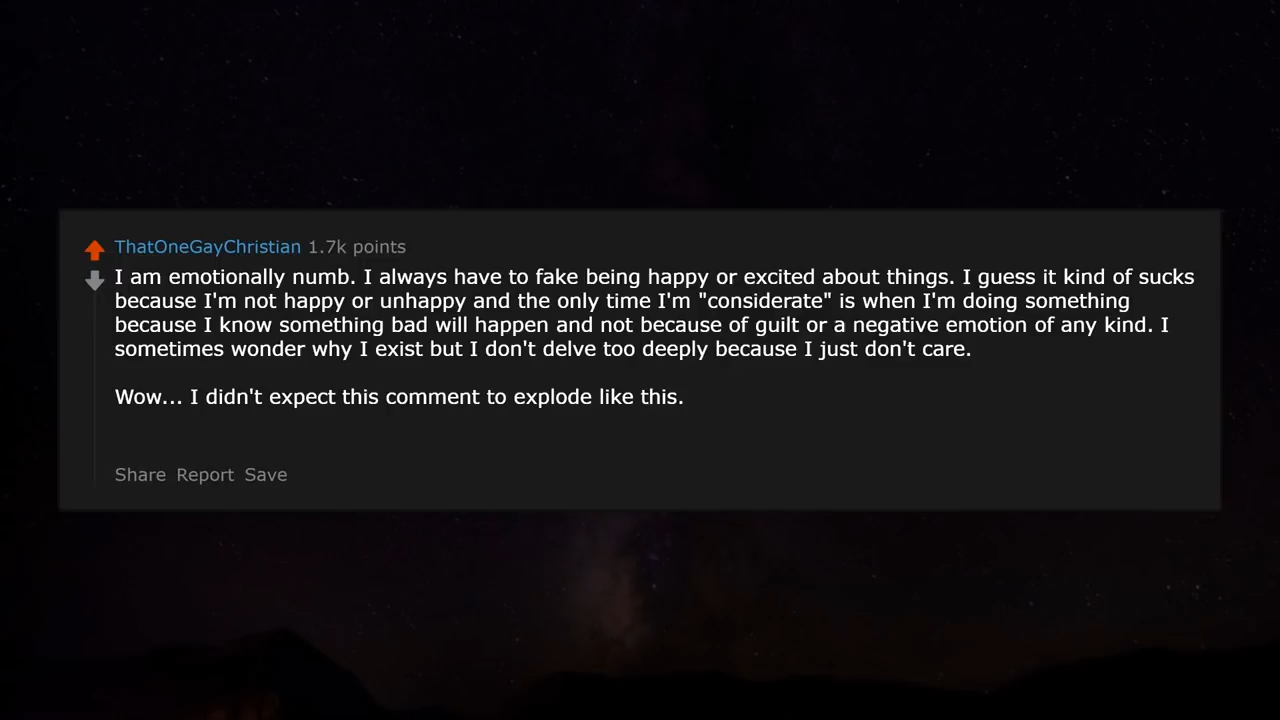 ThatOneGayChristian 1.7k points
I am emotionally numb. I always have to fake being happy or excited about things. I guess it kind of sucks
because I'm not happy or unhappy and the only time I'm "considerate" is when I'm doing something
because I know something bad will happen and not because of guilt or a negative emotion of any kind. I
sometimes wonder why I exist but I don't delve too deeply because I just don't care.
Wow... I didn't expect this comment to explode like this.
Share Report Save